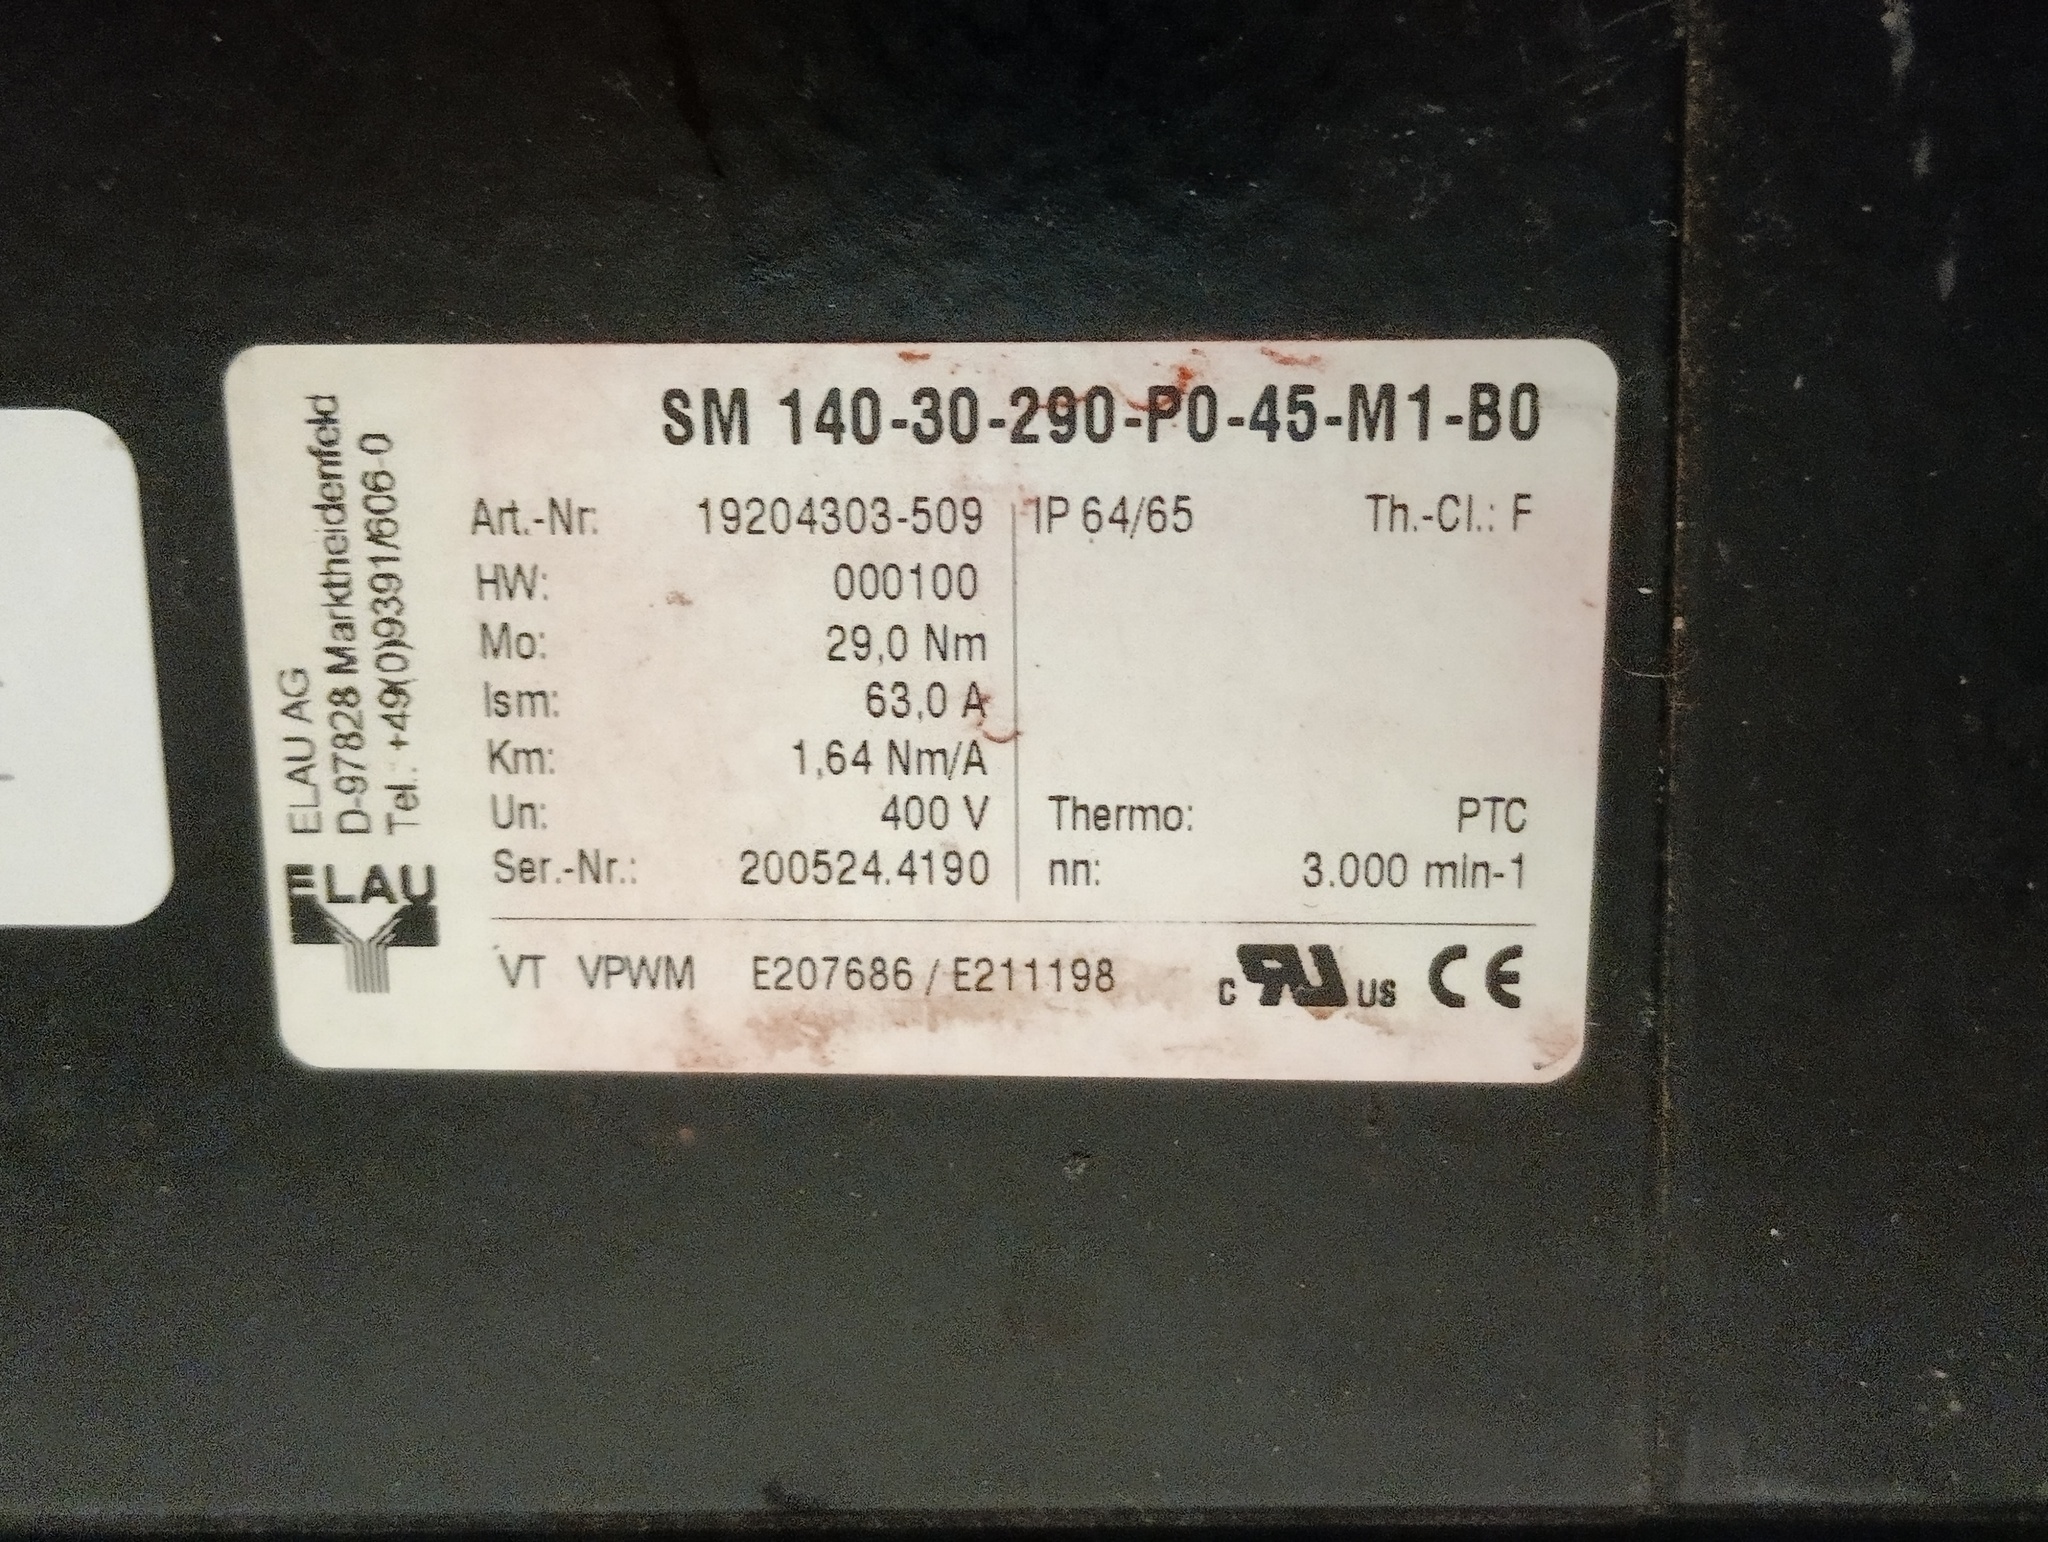 SM 140-30-290-P0-45-M1-B0
Art.-Nr: 19204303-509 IP 64/65 Th.-Cl.: F
HW: 000100
Mo: 29,0 Nm
Ism: 63,0 A
Km: 1,64 Nm/A
Un: 400 V Thermo: PTC
Ser.-Nr.: 200524.4190 nn: 3.000 min-1
VT VPWM E207686 / E211198 c RU US CE
ELAU AG
D-97828 Marktheidenfeld
Tel.: +49(0)9391/606-0
ELAU